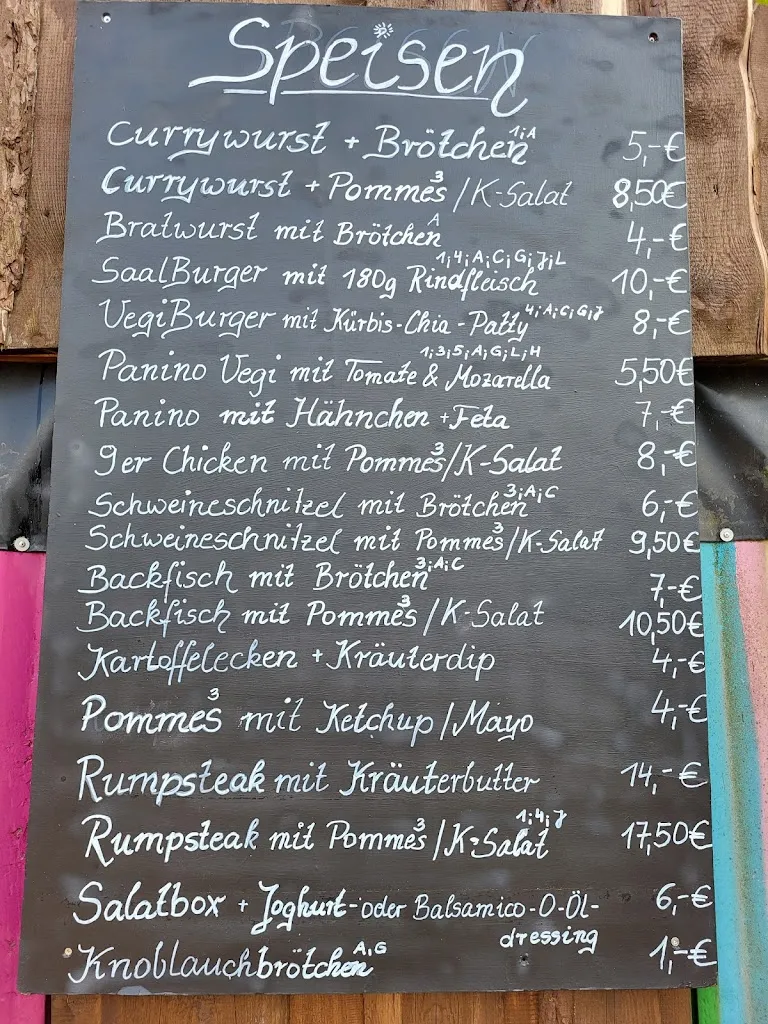 Speisen
Currywurst + Brötchen 1;A 5,-€
Currywurst + Pommes 3 / K-Salat 8,50€
Bratwurst mit Brötchen A 4,-€
SaalBurger mit 180g Rindfleisch 1;4;A;C;G;J;L 10,-€
VegiBurger mit Kürbis-Chia-Patty 4;A;C;G;J 8,-€
Panino Vegi mit Tomate & Mozarella 1;3;5;A;G;L;H 5,50€
Panino mit Hähnchen + Feta 7,-€
9er Chicken mit Pommes 3 / K-Salat 8,-€
Schweineschnitzel mit Brötchen 3;A;C 6,-€
Schweineschnitzel mit Pommes 3 / K-Salat 9,50€
Backfisch mit Brötchen 3;A;C 7,-€
Backfisch mit Pommes 3 / K-Salat 10,50€
Kartoffelecken + Kräuterdip 4,-€
Pommes 3 mit Ketchup / Mayo 4,-€
Rumpsteak mit Kräuterbutter 14,-€
Rumpsteak mit Pommes 3 / K-Salat 1;4;J 17,50€
Salatbox + Joghurt- oder Balsamico-O-Öl- 6,-€
dressing
Knoblauchbrötchen A,G 1,-€